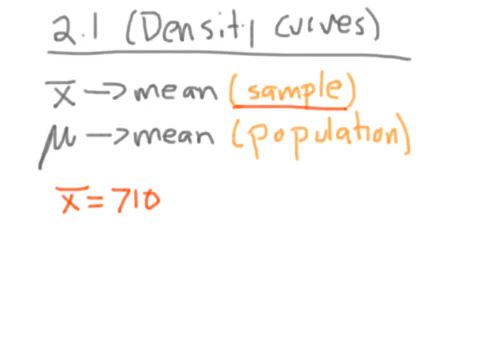 2.1 (Density Curves)
x̄ → mean (sample)
μ → mean (population)
x̄ = 710